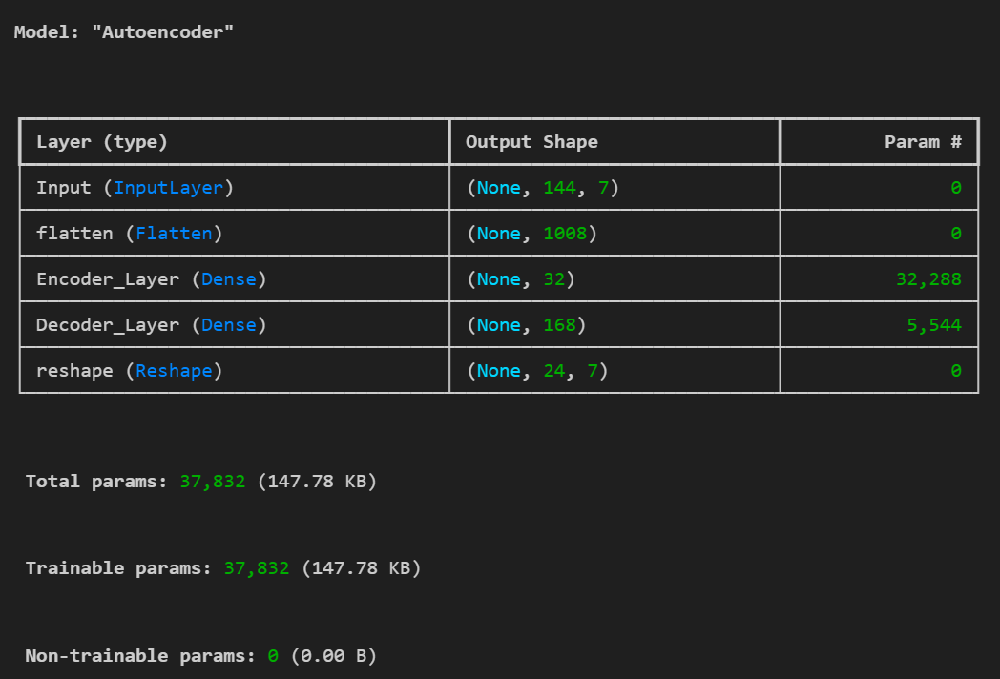 Model: "Autoencoder"
Layer (type) Output Shape Param #
Input (InputLayer) (None, 144, 7) 0
flatten (Flatten) (None, 1008) 0
Encoder_Layer (Dense) (None, 32) 32,288
Decoder_Layer (Dense) (None, 168) 5,544
reshape (Reshape) (None, 24, 7) 0
Total params: 37,832 (147.78 KB)
Trainable params: 37,832 (147.78 KB)
Non-trainable params: 0 (0.00 B)